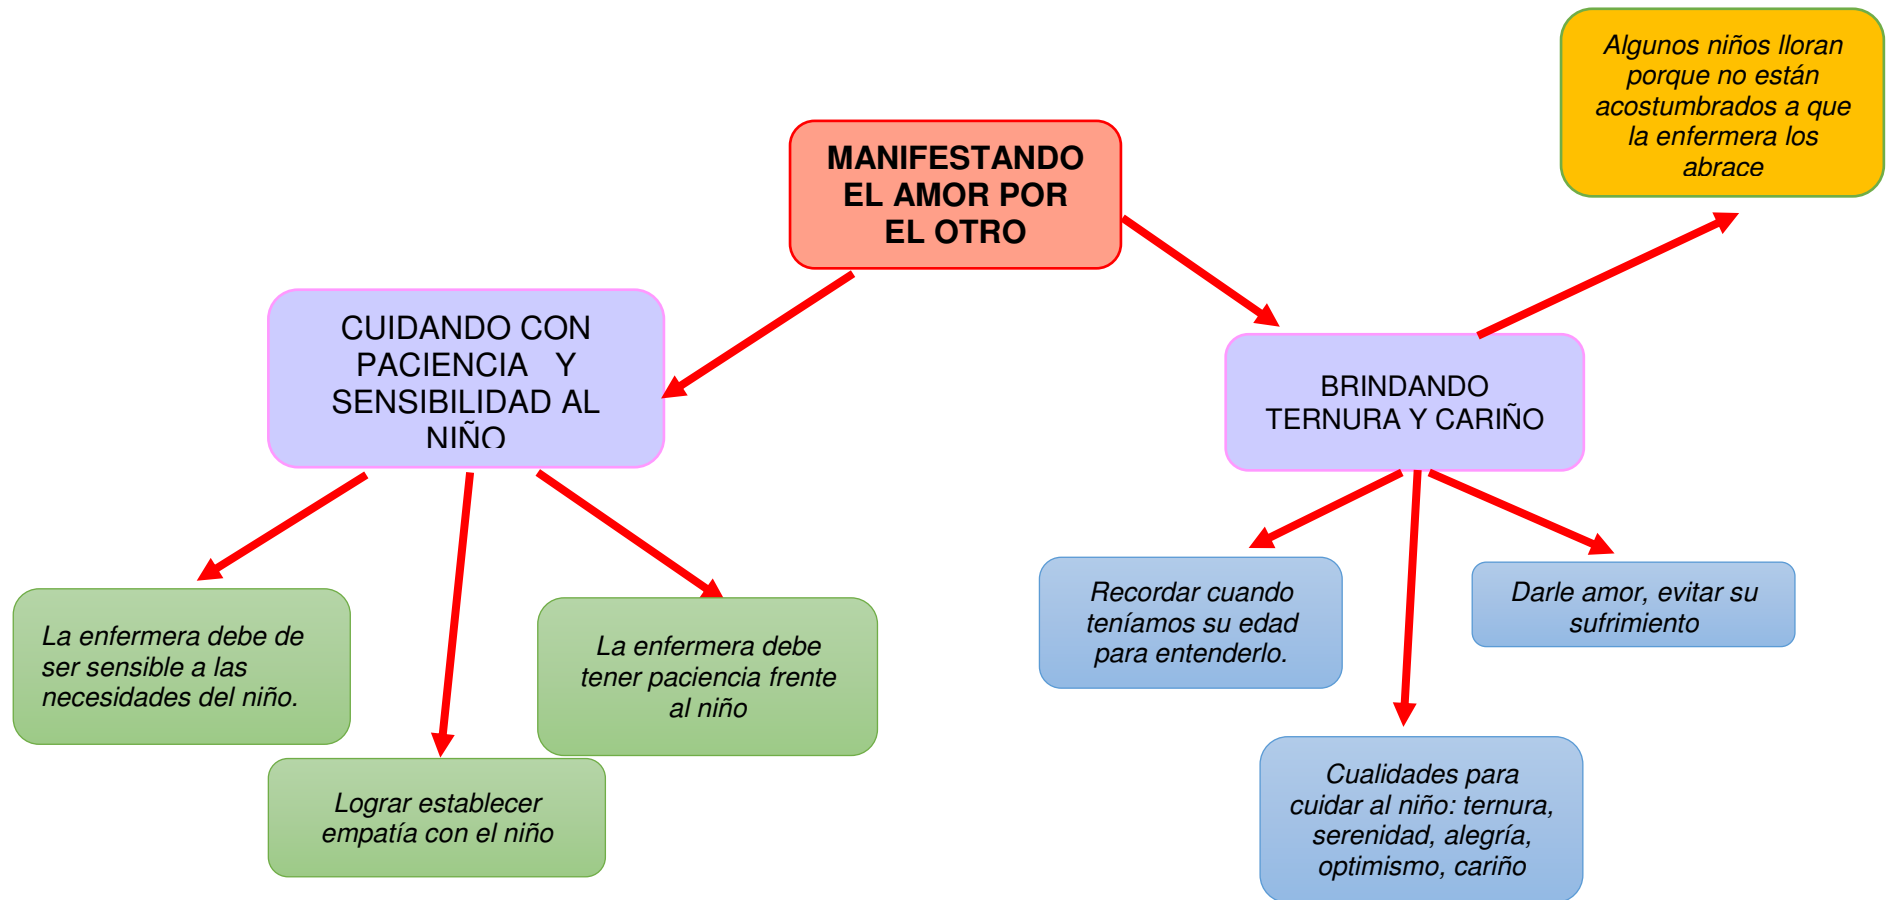 Algunos niños lloran
porque no están
acostumbrados a que
la enfermera los
abrace
MANIFESTANDO
EL AMOR POR
EL OTRO
CUIDANDO CON
PACIENCIA Y
SENSIBILIDAD AL
NIÑO
BRINDANDO
TERNURA Y CARIÑO
La enfermera debe de
ser sensible a las
necesidades del niño.
Lograr establecer
empatía con el niño
La enfermera debe
tener paciencia frente
al niño
Recordar cuando
teníamos su edad
para entenderlo.
Cualidades para
cuidar al niño: ternura,
serenidad, alegría,
optimismo, cariño
Darle amor, evitar su
sufrimiento